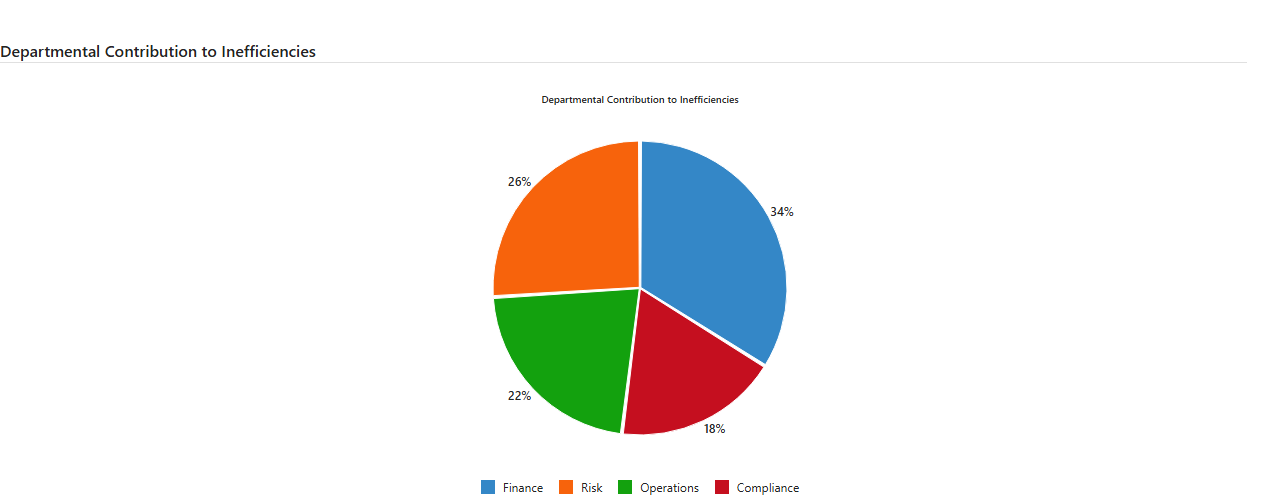 Departmental Contribution to Inefficiencies
Departmental Contribution to Inefficiencies
26%
34%
22%
18%
Finance Risk Operations Compliance